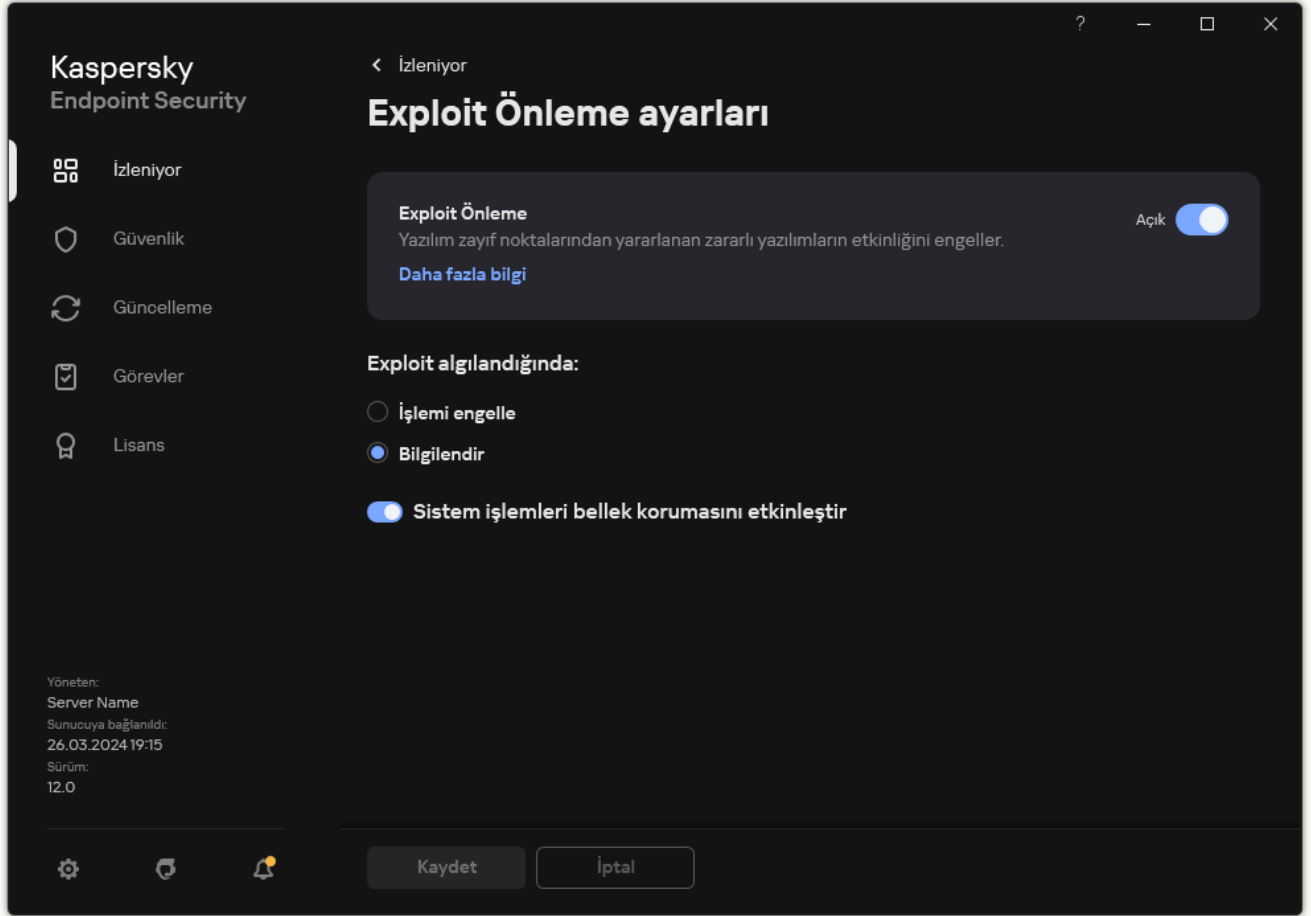 ?
Kaspersky
Endpoint Security
İzleniyor
Güvenlik
Güncelleme
Görevler
Lisans
Yöneten:
Server Name
Sunucuya bağlanıldı:
26.03.2024 19:15
Sürüm:
12.0
İzleniyor
Exploit Önleme ayarları
Exploit Önleme
Yazılım zayıf noktalarından yararlanan zararlı yazılımların etkinliğini engeller.
Daha fazla bilgi
Açık
Exploit algılandığında:
İşlemi engelle
Bilgilendir
Sistem işlemleri bellek korumasını etkinleştir
Kaydet
İptal